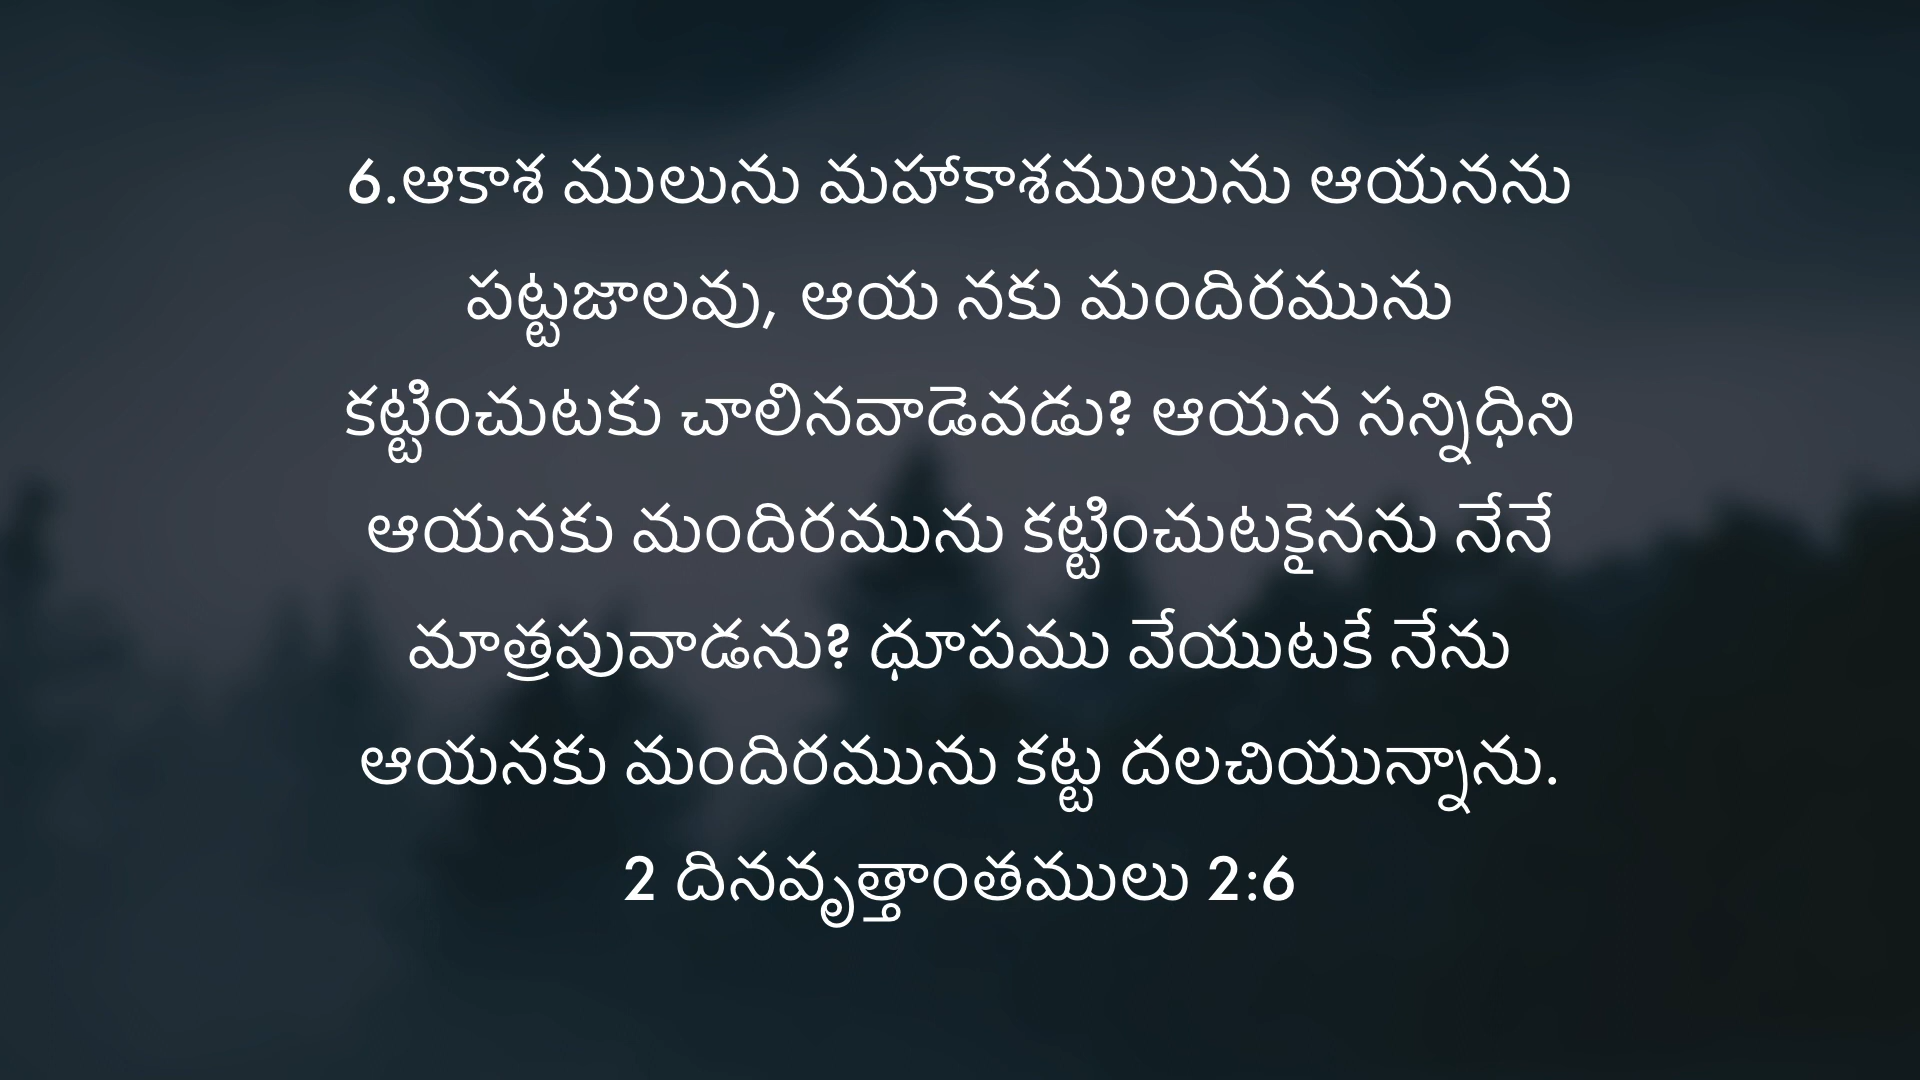 6.ఆకాశ ములును మహాకాశములును ఆయనను
పట్టజాలవు, ఆయ నకు మందిరమును
కట్టించుటకు చాలినవాడెవడు? ఆయన సన్నిధిని
ఆయనకు మందిరమును కట్టించుటకైనను నేనే
మాత్రపువాడను? ధూపము వేయుటకే నేను
ఆయనకు మందిరమును కట్ట దలచియున్నాను.
2 దినవృత్తాంతములు 2:6